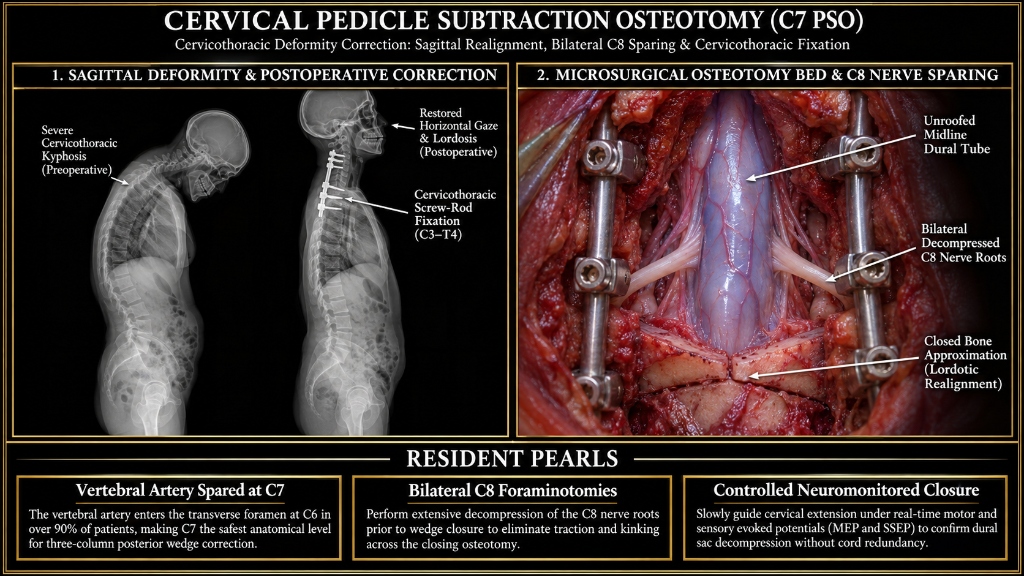 CERVICAL PEDICLE SUBTRACTION OSTEOTOMY (C7 PSO)
Cervicothoracic Deformity Correction: Sagittal Realignment, Bilateral C8 Sparing & Cervicothoracic Fixation
1. SAGITTAL DEFORMITY & POSTOPERATIVE CORRECTION
Severe
Cervicothoracic
Kyphosis
(Preoperative)
Restored
Horizontal Gaze
& Lordosis
(Postoperative)
Cervicothoracic
Screw-Rod
Fixation
(C3–T4)
2. MICROSURGICAL OSTEOTOMY BED & C8 NERVE SPARING
Unroofed
Midline
Dural Tube
Bilateral
Decompressed
C8 Nerve Roots
Closed Bone
Approximation
(Lordotic
Realignment)
RESIDENT PEARLS
Vertebral Artery Spared at C7
The vertebral artery enters the transverse foramen at C6 in
over 90% of patients, making C7 the safest anatomical level
for three-column posterior wedge correction.
Bilateral C8 Foraminotomies
Perform extensive decompression of the C8 nerve roots
prior to wedge closure to eliminate traction and kinking
across the closing osteotomy.
Controlled Neuromonitored Closure
Slowly guide cervical extension under real-time motor and
sensory evoked potentials (MEP and SSEP) to confirm dural
sac decompression without cord redundancy.